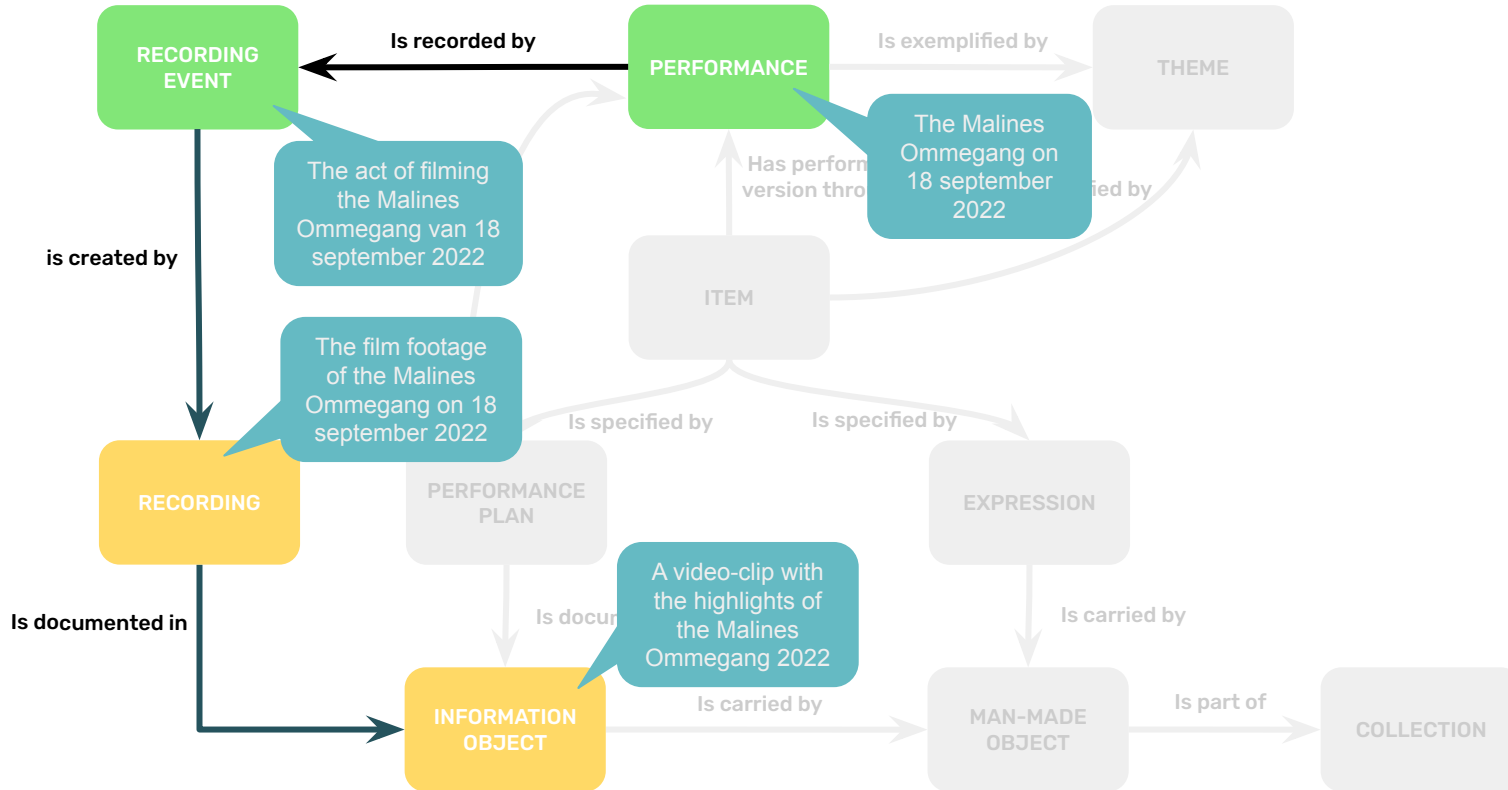 Is recorded by
Is exemplified by
RECORDING
EVENT
PERFORMANCE
THEME
The act of filming
the Malines
Ommegang van 18
september 2022
The Malines
Ommegang on
18 september
2022
Has perform
version thro
ied by
is created by
ITEM
The film footage
of the Malines
Ommegang on 18
september 2022
Is specified by
Is specified by
RECORDING
PERFORMANCE
PLAN
EXPRESSION
A video-clip with
the highlights of
the Malines
Ommegang 2022
Is documented in
Is docu
Is carried by
INFORMATION
OBJECT
Is carried by
MAN-MADE
OBJECT
Is part of
COLLECTION